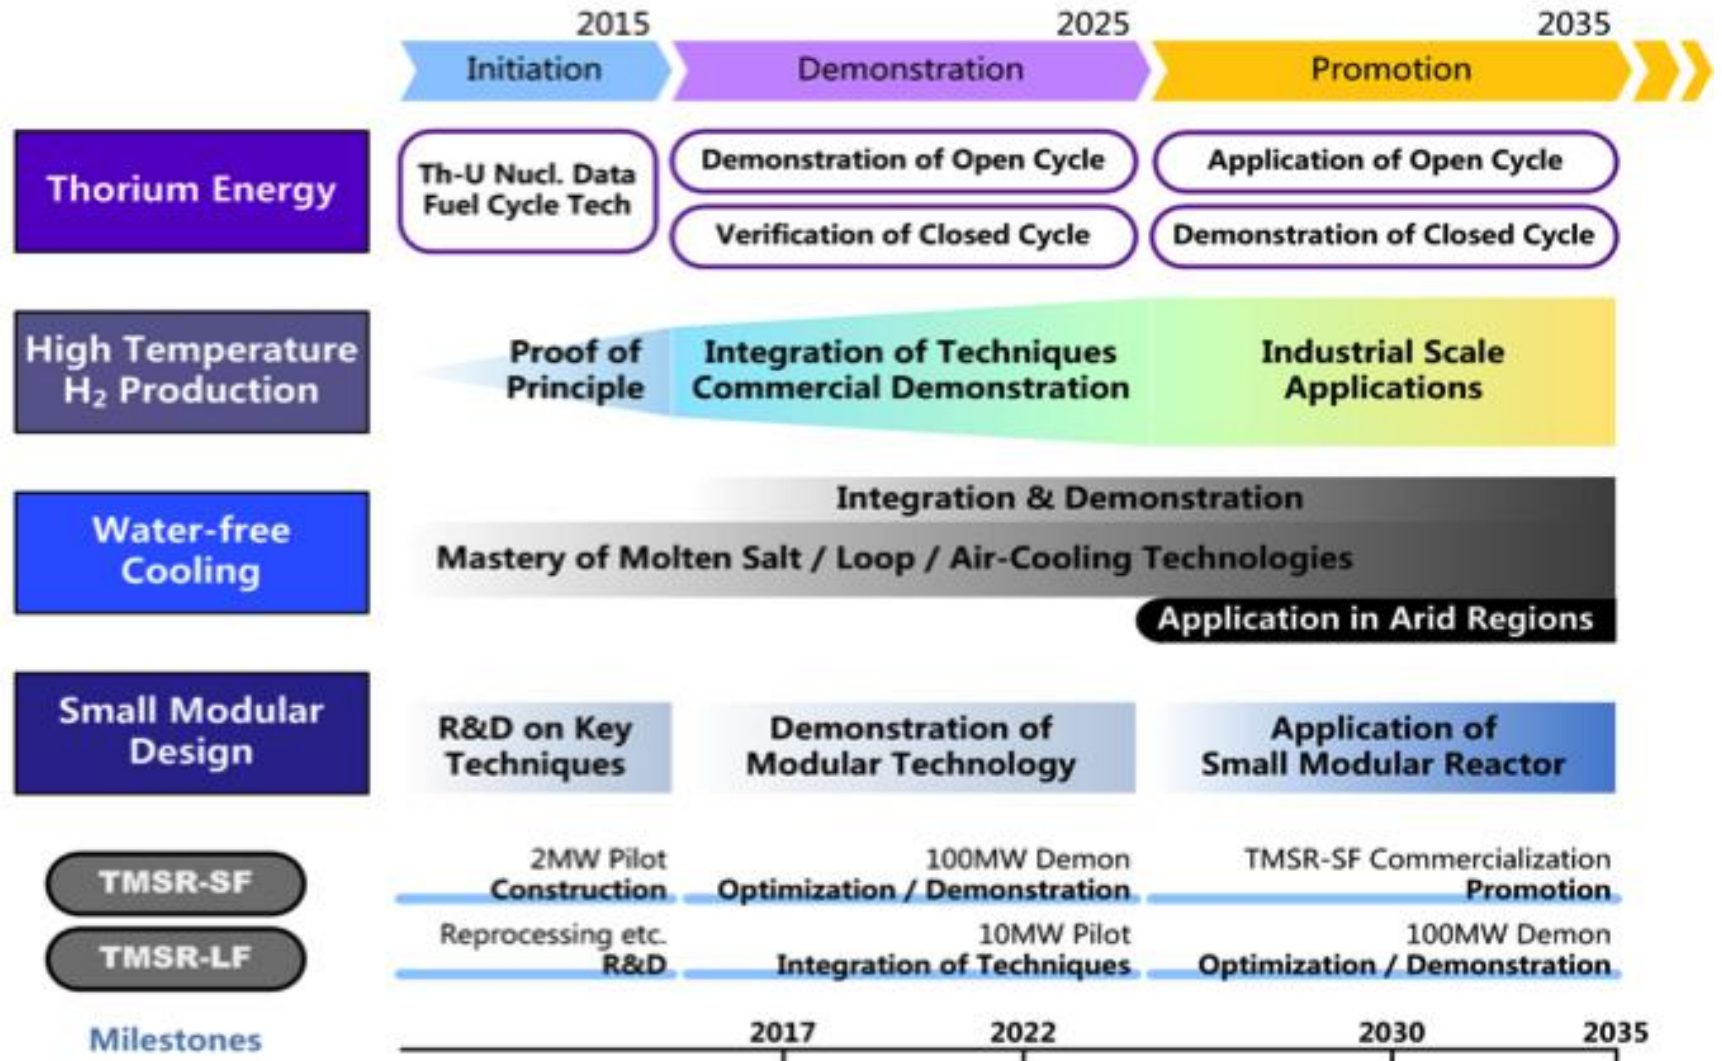 2015 2025 2035
Initiation Demonstration Promotion
Thorium Energy
Th-U Nucl. Data
Fuel Cycle Tech
Demonstration of Open Cycle
Verification of Closed Cycle
Application of Open Cycle
Demonstration of Closed Cycle
High Temperature
H₂ Production
Proof of
Principle
Integration of Techniques
Commercial Demonstration
Industrial Scale
Applications
Water-free
Cooling
Integration & Demonstration
Mastery of Molten Salt / Loop / Air-Cooling Technologies
Application in Arid Regions
Small Modular
Design
R&D on Key
Techniques
Demonstration of
Modular Technology
Application of
Small Modular Reactor
TMSR-SF
2MW Pilot
Construction
100MW Demon
Optimization / Demonstration
TMSR-SF Commercialization
Promotion
TMSR-LF
Reprocessing etc.
R&D
10MW Pilot
Integration of Techniques
100MW Demon
Optimization / Demonstration
Milestones
2017 2022 2030 2035